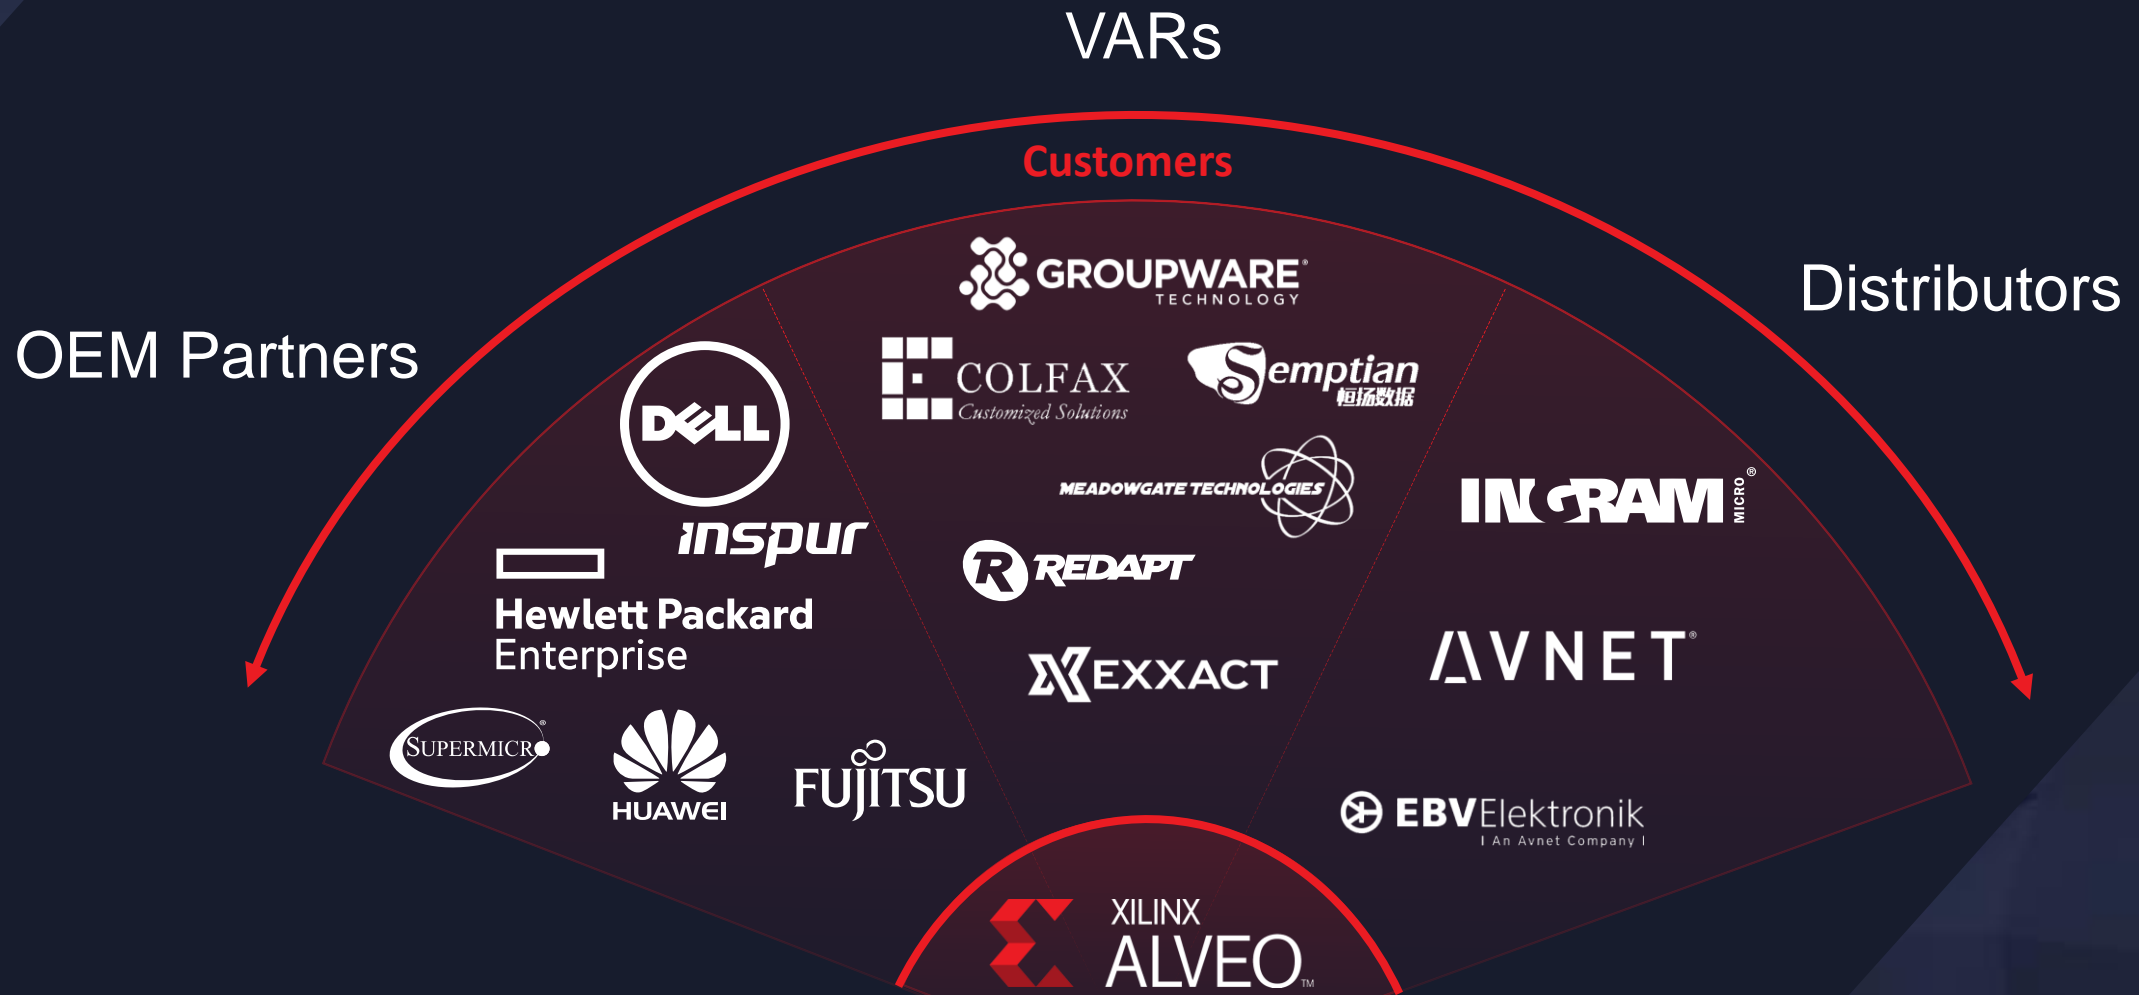 VARs
Customers
OEM Partners
Distributors
DELL
inspur
Hewlett Packard
Enterprise
SUPERMICRO®
HUAWEI
FUJITSU
GROUPWARE®
TECHNOLOGY
COLFAX
Customized Solutions
Semptian
恒扬数据
MEADOWGATE TECHNOLOGIES
R REDAPT
EXXACT
INGRAM MICRO®
AVNET®
EBVElektronik
| An Avnet Company |
XILINX
ALVEO™